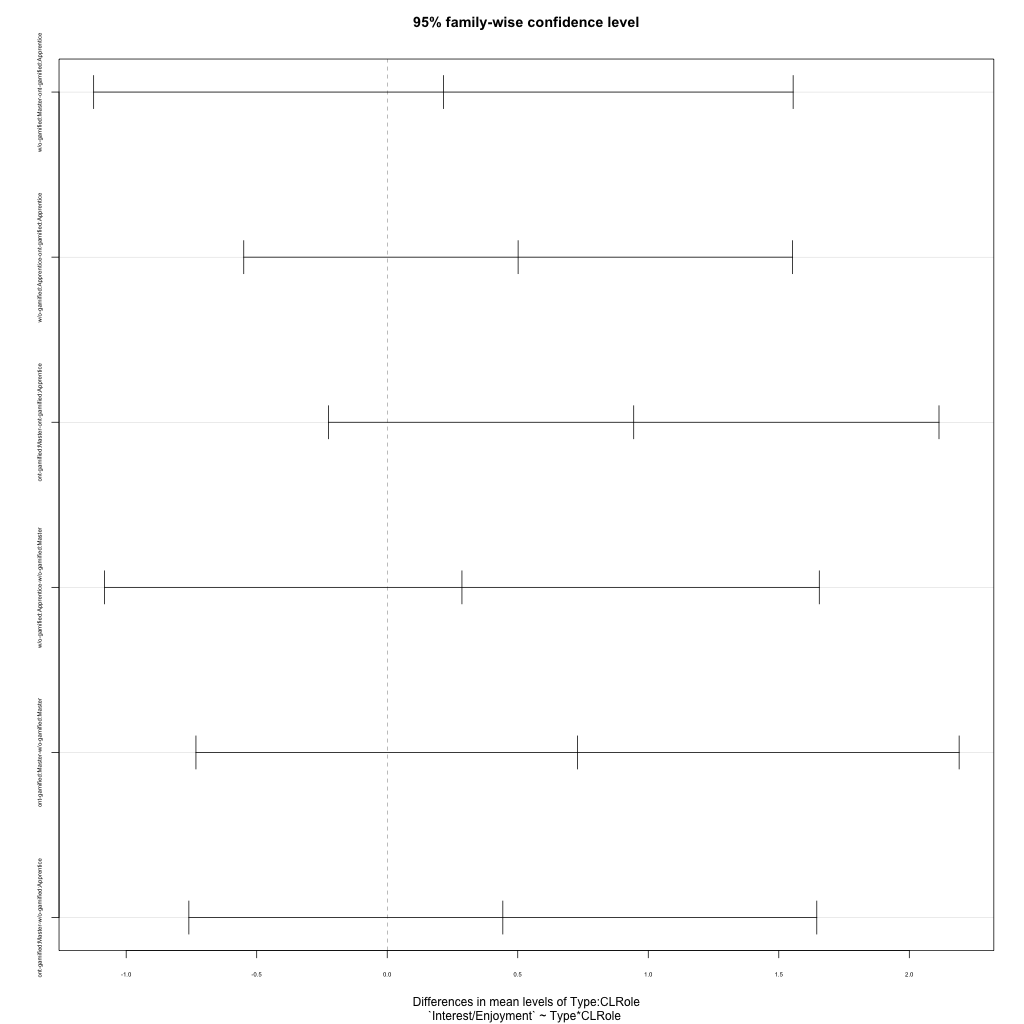 95% family-wise confidence level
w/o-gamified:Master-ont-gamified:Apprentice
w/o-gamified:Apprentice-ont-gamified:Apprentice
ont-gamified:Master-ont-gamified:Apprentice
w/o-gamified:Apprentice-w/o-gamified:Master
ont-gamified:Master-w/o-gamified:Master
ont-gamified:Master-w/o-gamified:Apprentice
-1.0 -0.5 0.0 0.5 1.0 1.5 2.0
Differences in mean levels of Type:CLRole
`Interest/Enjoyment` ~ Type*CLRole